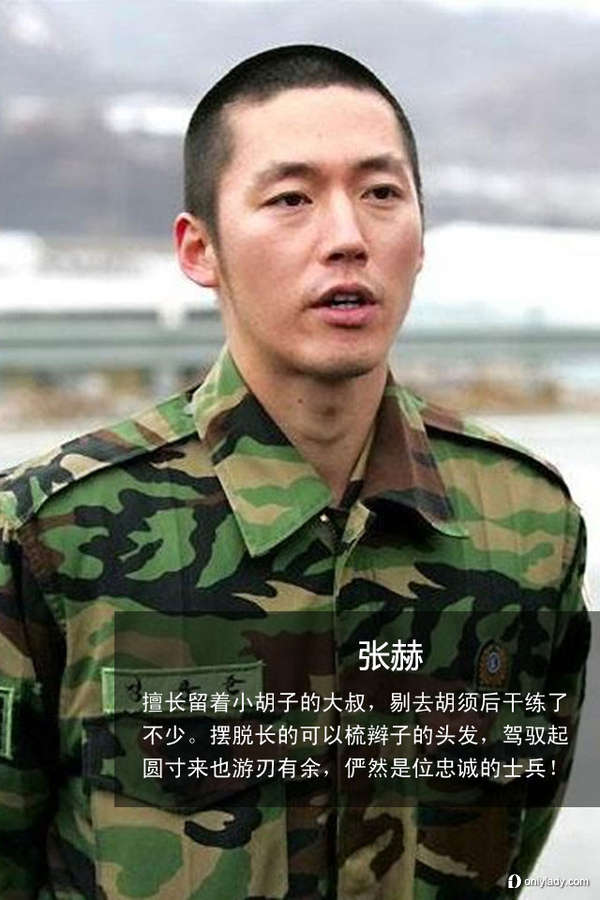 张赫
擅长留着小胡子的大叔，剔去胡须后干练了
不少。摆脱长的可以梳辫子的头发，驾驭起
圆寸来也游刃有余，俨然是位忠诚的士兵！
onlylady.com